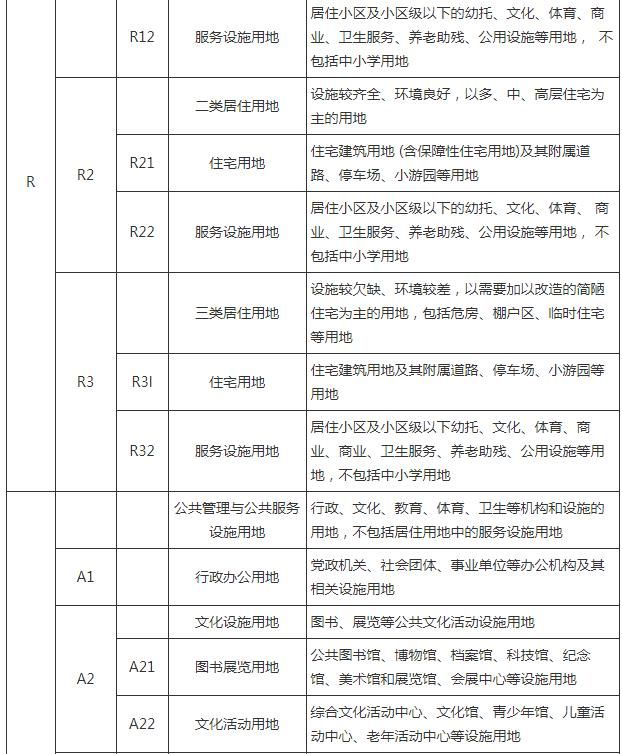 居住小区及小区级以下的幼托、文化、体育、商
R12 服务设施用地 业、卫生服务、养老助残、公用设施等用地， 不
包括中小学用地
二类居住用地 设施较齐全、环境良好，以多、中、高层住宅为
主的用地
R R2 R21 住宅用地 住宅建筑用地 (含保障性住宅用地)及其附属道
路、停车场、小游园等用地
居住小区及小区级以下的幼托、文化、体育、 商
R22 服务设施用地 业、卫生服务、养老助残、公用设施等用地， 不
包括中小学用地
设施较欠缺、环境较差，以需要加以改造的简陋
三类居住用地 住宅为主的用地，包括危房、棚户区、临时住宅
等用地
R3 R3l 住宅用地 住宅建筑用地及其附属道路、停车场、小游园等
用地
居住小区及小区级以下幼托、文化、体育、商
R32 服务设施用地 业、商业、卫生服务、养老助残、公用设施等用
地，不包括中小学用地
公共管理与公共服务 行政、文化、教育、体育、卫生等机构和设施的
设施用地 用地，不包括居住用地中的服务设施用地
A1 行政办公用地 党政机关、社会团体、事业单位等办公机构及其
相关设施用地
文化设施用地 图书、展览等公共文化活动设施用地
A2 A21 图书展览用地 公共图书馆、博物馆、档案馆、科技馆、纪念
馆、美术馆和展览馆、会展中心等设施用地
A22 文化活动用地 综合文化活动中心、文化馆、青少年馆、儿童活
动中心、老年活动中心等设施用地